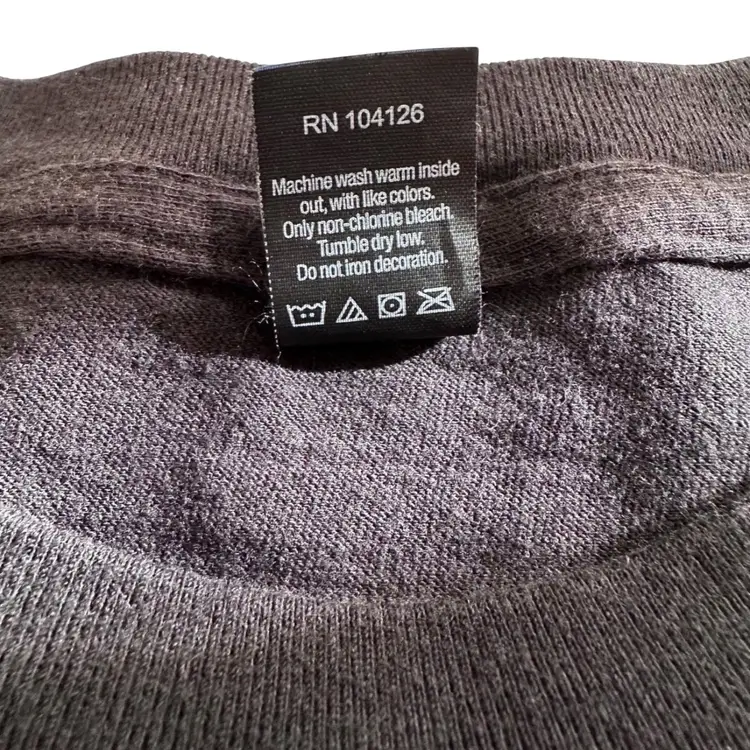 RN 104126
Machine wash warm inside
out, with like colors.
Only non-chlorine bleach.
Tumble dry low.
Do not iron decoration.